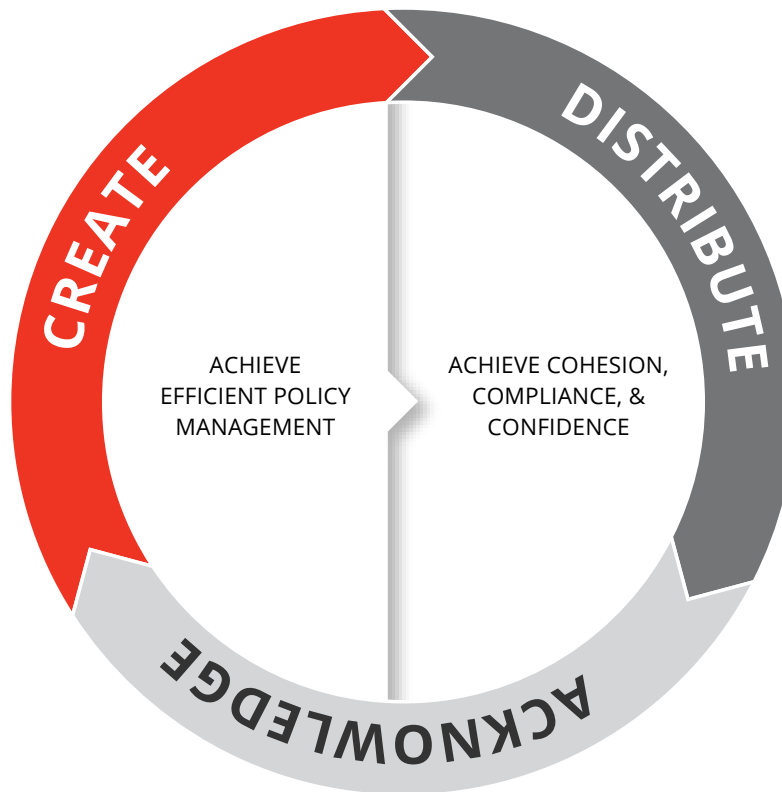 CREATE
DISTRIBUTE
ACHIEVE
EFFICIENT POLICY
MANAGEMENT
ACHIEVE COHESION,
COMPLIANCE, &
CONFIDENCE
ACKNOWLEDGE